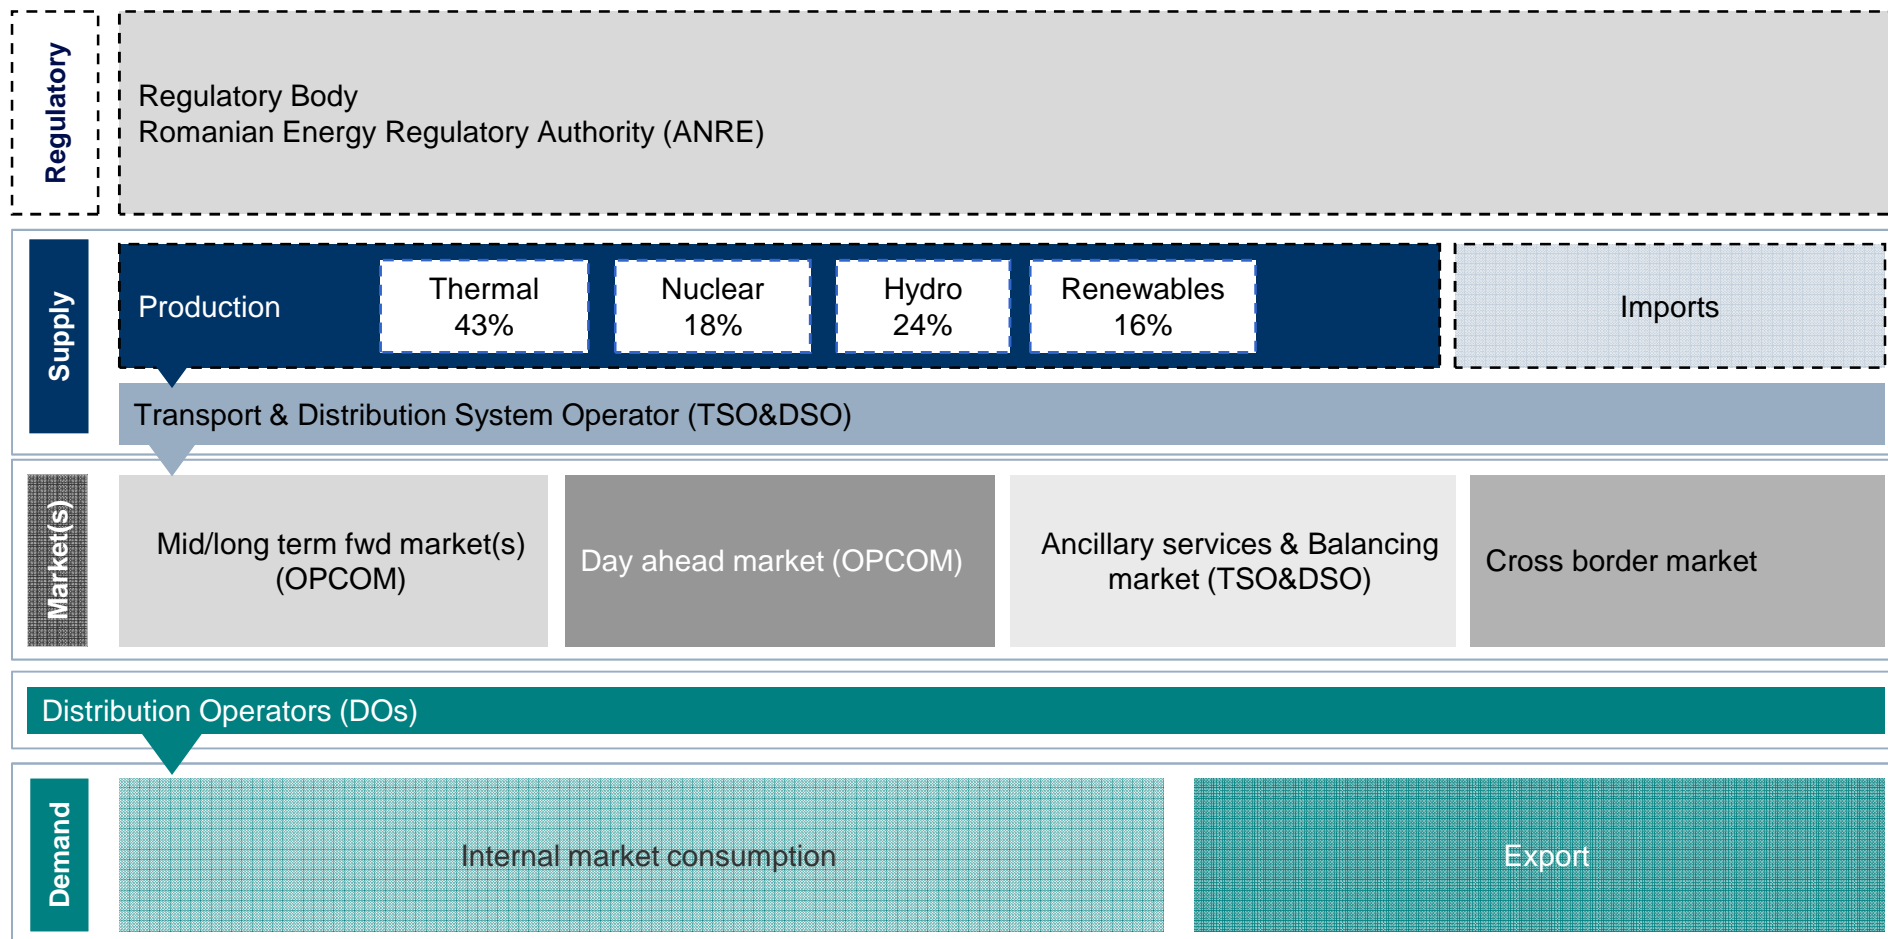 Regulatory
Regulatory Body
Romanian Energy Regulatory Authority (ANRE)
Supply
Production
Thermal
43%
Nuclear
18%
Hydro
24%
Renewables
16%
Imports
Transport & Distribution System Operator (TSO&DSO)
Market(s)
Mid/long term fwd market(s)
(OPCOM)
Day ahead market (OPCOM)
Ancillary services & Balancing
market (TSO&DSO)
Cross border market
Distribution Operators (DOs)
Demand
Internal market consumption
Export